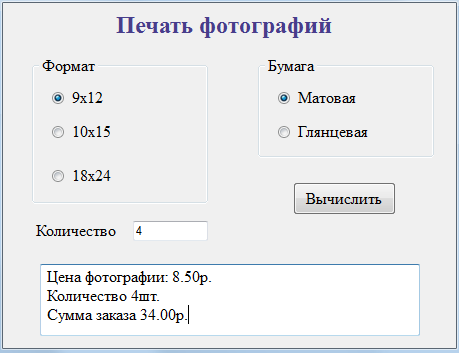 Печать фотографий
Формат
9x12
10x15
18x24
Бумага
Матовая
Глянцевая
Вычислить
Количество 4
Цена фотографии: 8.50р.
Количество 4шт.
Сумма заказа 34.00р.